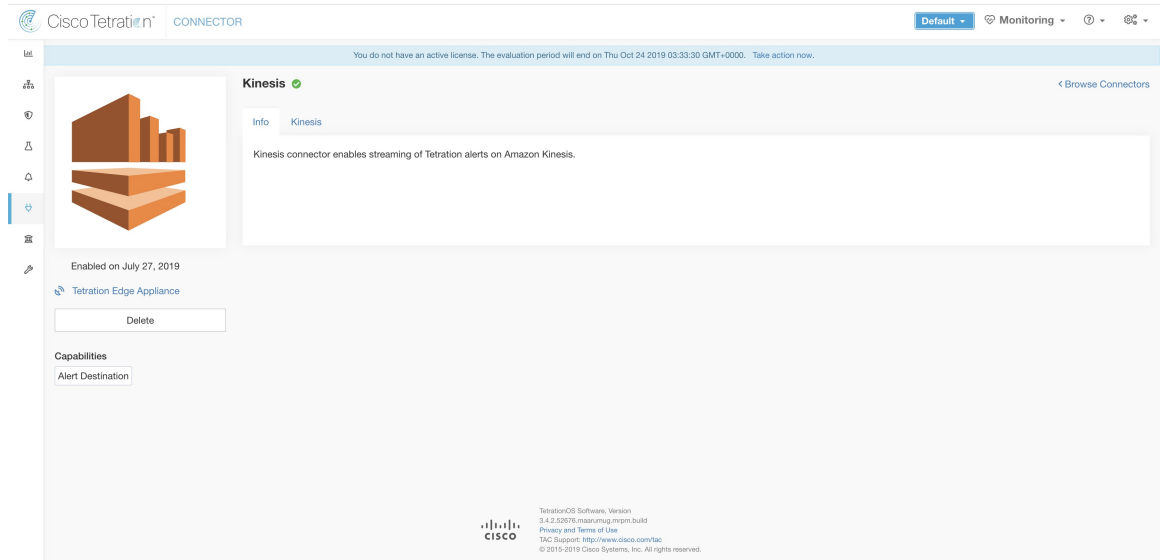 Cisco Tetration™ CONNECTOR Default Monitoring
You do not have an active license. The evaluation period will end on Thu Oct 24 2019 03:33:30 GMT+0000. Take action now.
Kinesis
Browse Connectors
Info Kinesis
Kinesis connector enables streaming of Tetration alerts on Amazon Kinesis.
Enabled on July 27, 2019
Tetration Edge Appliance
Delete
Capabilities
Alert Destination
CISCO
TetrationOS Software, Version
3.4.2.52676.maarumug.mrpm.build
Privacy and Terms of Use
TAC Support: http://www.cisco.com/tac
© 2015-2019 Cisco Systems, Inc. All rights reserved.